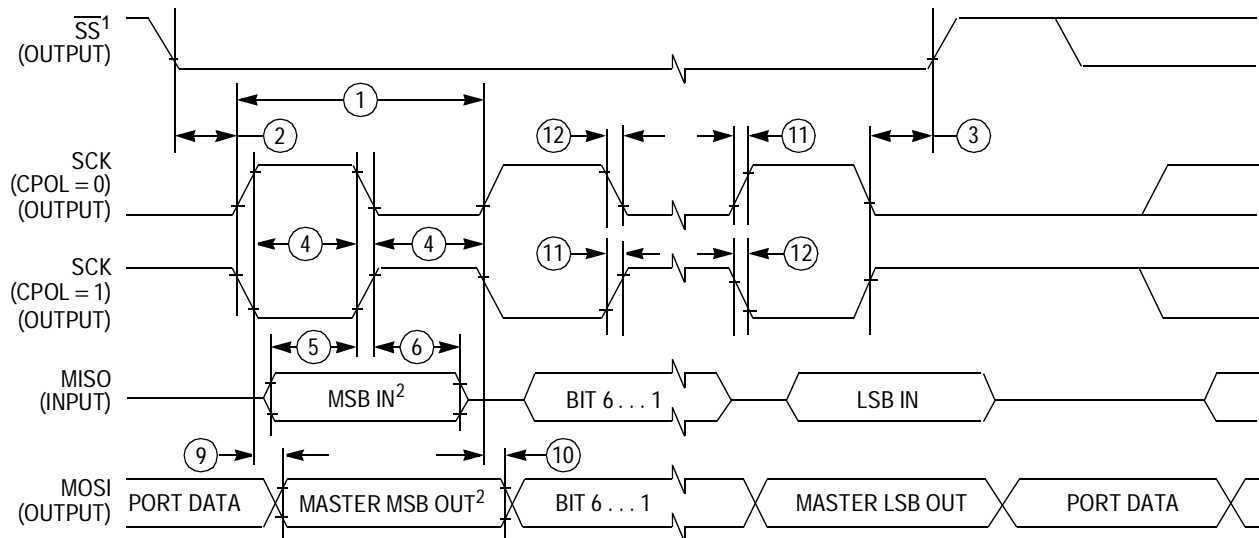 SS¹
(OUTPUT)
1
2
12
11
3
SCK
(CPOL = 0)
(OUTPUT)
4
4
SCK
(CPOL = 1)
(OUTPUT)
11
12
5
6
MISO
(INPUT)
MSB IN²
BIT 6 . . . 1
LSB IN
9
10
MOSI
(OUTPUT)
PORT DATA
MASTER MSB OUT²
BIT 6 . . . 1
MASTER LSB OUT
PORT DATA